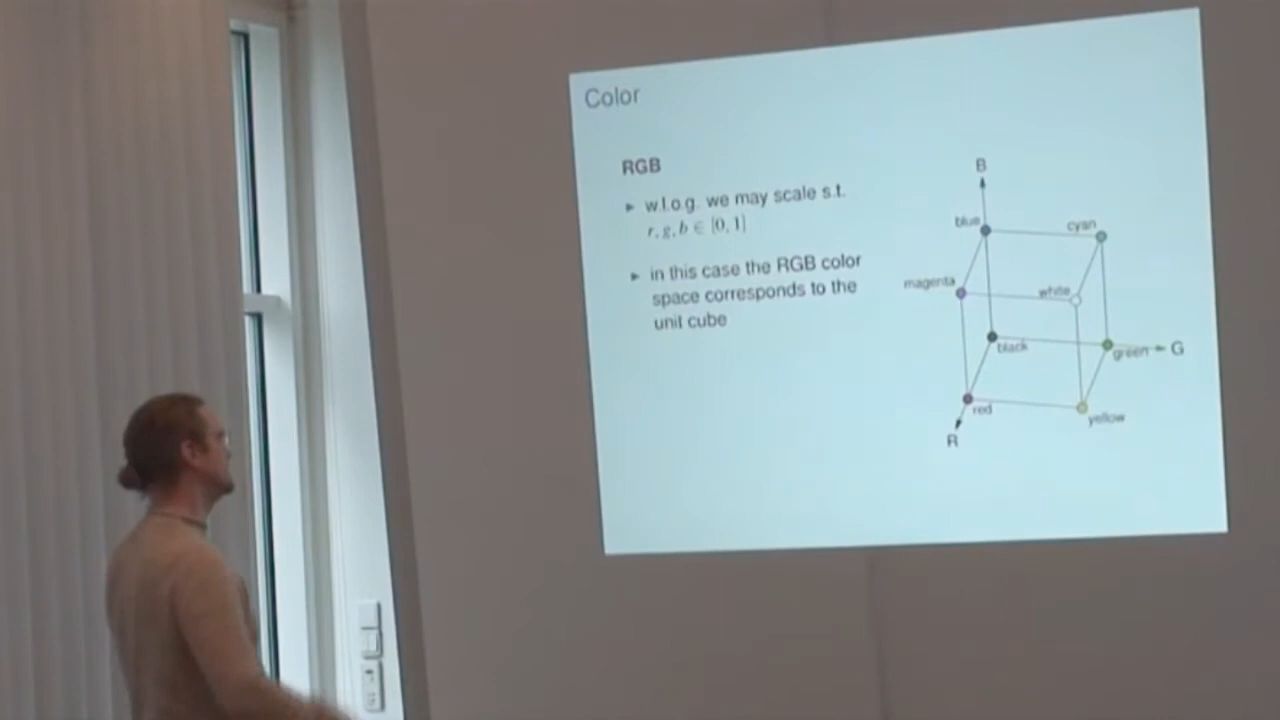 Color
RGB
▸ w.l.o.g. we may scale s.t.
r, g, b ∈ [0, 1]
▸ in this case the RGB color
space corresponds to the
unit cube
B
blue
cyan
magenta
white
black
green
G
red
yellow
R